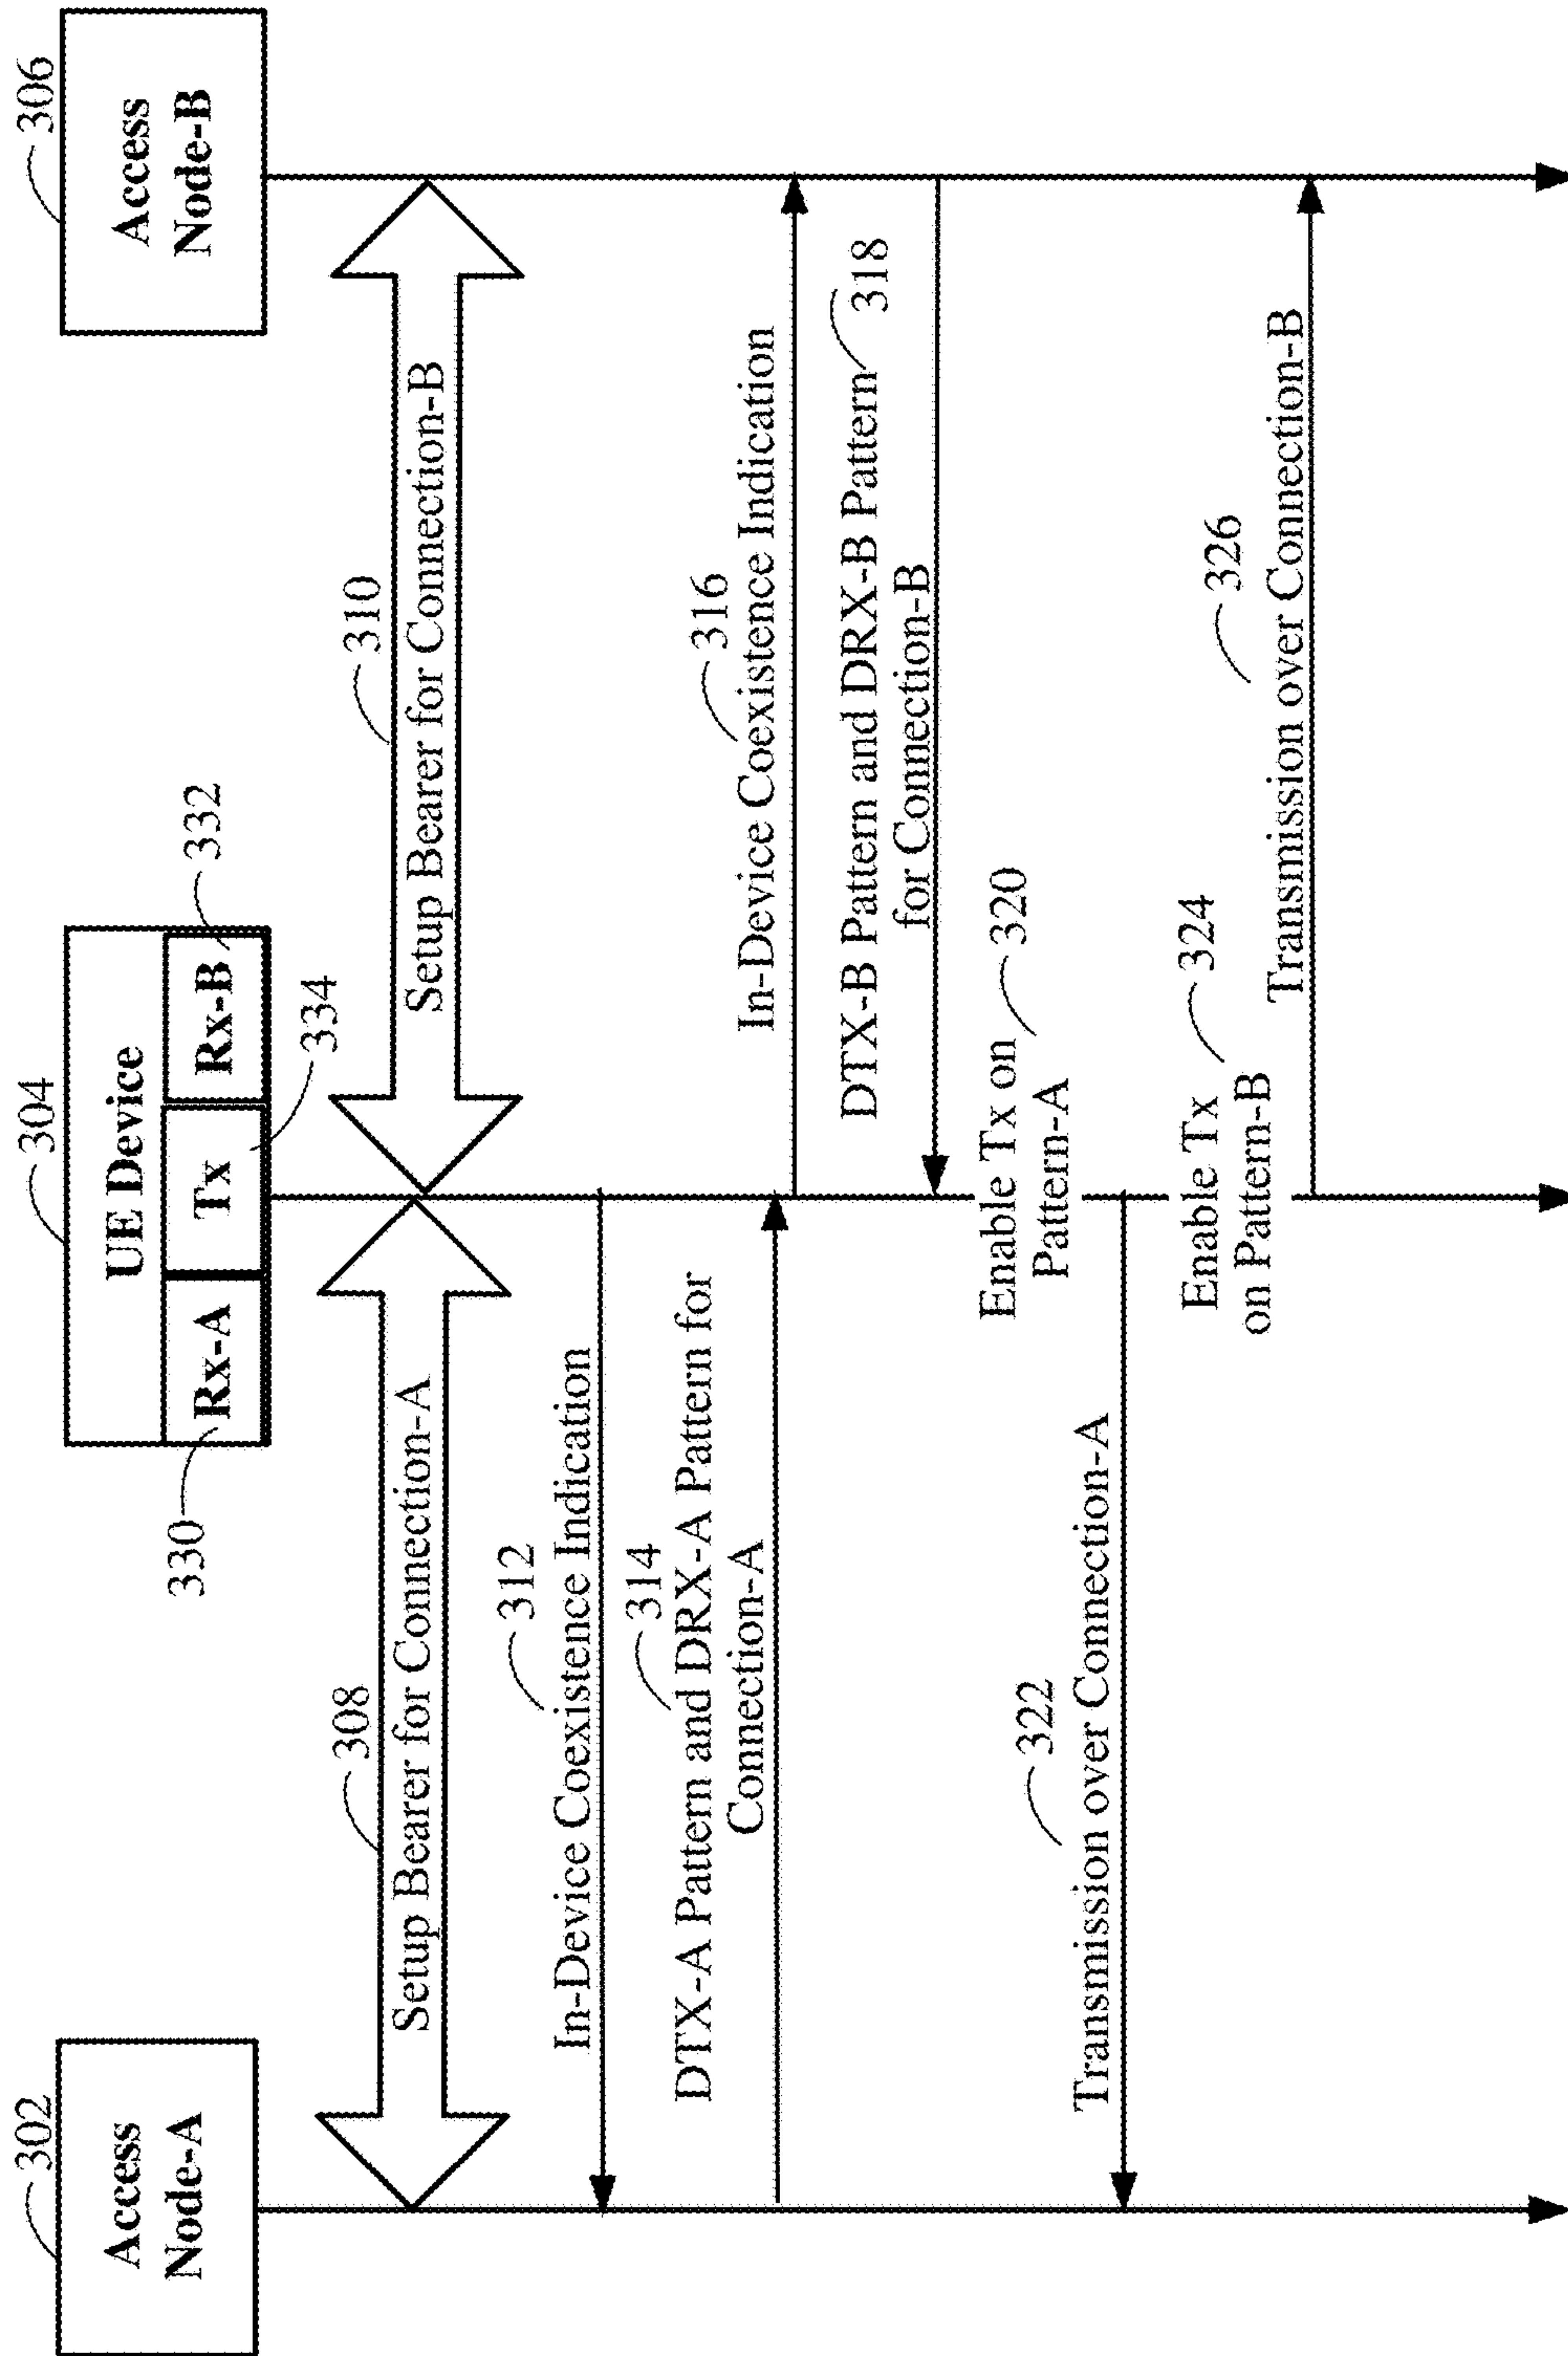 302
Access
Node-A
304
UE Device
Rx-A
Tx
Rx-B
330
334
332
306
Access
Node-B
308
Setup Bearer for Connection-A
310
Setup Bearer for Connection-B
312
In-Device Coexistence Indication
314
DTX-A Pattern and DRX-A Pattern for
Connection-A
316
In-Device Coexistence Indication
DTX-B Pattern and DRX-B Pattern
318
for Connection-B
Enable Tx on
320
Pattern-A
322
Transmission over Connection-A
Enable Tx
324
on Pattern-B
326
Transmission over Connection-B